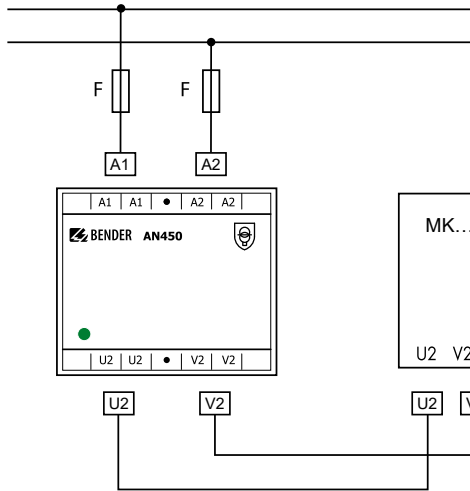 F F
A1 A2
A1 A1 A2 A2
BENDER AN450
MK...
U2 U2 V2 V2
U2 V2
U2 V2
U2